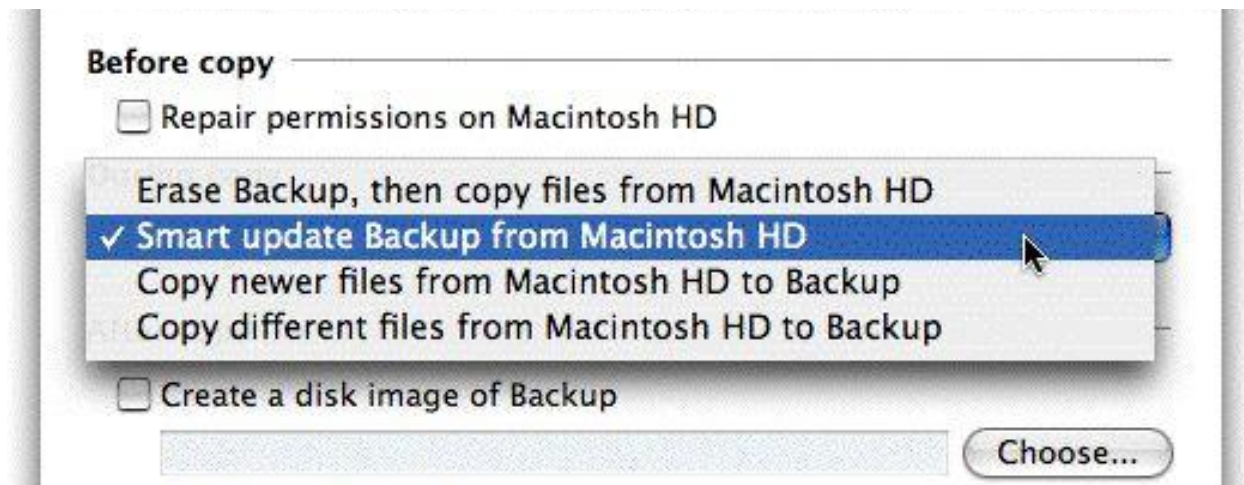 Before copy
Repair permissions on Macintosh HD
Erase Backup, then copy files from Macintosh HD
✓ Smart update Backup from Macintosh HD
Copy newer files from Macintosh HD to Backup
Copy different files from Macintosh HD to Backup
Create a disk image of Backup
Choose...